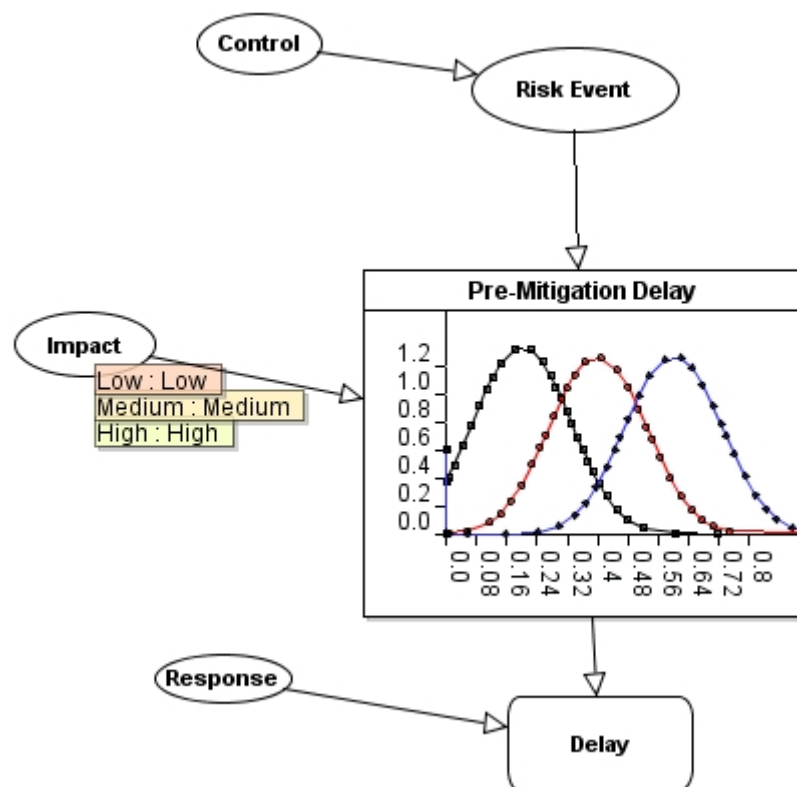 Control
Risk Event
Pre-Mitigation Delay
Impact
Low : Low
Medium : Medium
High : High
1.2
1.0
0.8
0.6
0.4
0.2
0.0
0.0
0.08
0.16
0.24
0.32
0.4
0.48
0.56
0.64
0.72
0.8
Response
Delay